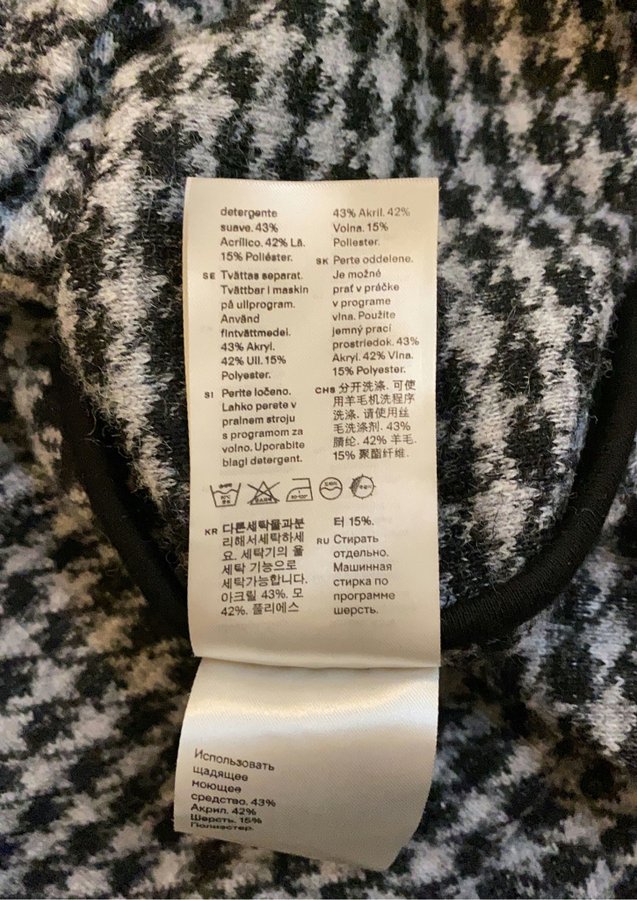 detergente
suave. 43%
Acrílico. 42% Lã.
15% Poliéster.
SE Tvättas separat.
Tvättbar i maskin
på ullprogram.
Använd
fintvättmedel.
43% Akryl.
42% Ull. 15%
Polyester.
SI Perite ločeno.
Lahko perete v
pralnem stroju
s programom za
volno. Uporabite
blagi detergent.
43% Akril. 42%
Volna. 15%
Poliester.
SK Perte oddelene.
Je možné
prať v práčke
v programe
vlna. Použite
jemný prací
prostriedok. 43%
Akryl. 42% Vlna.
15% Polyester.
CHS 分开洗涤. 可使
用羊毛机洗程序
洗涤. 请使用丝
毛洗涤剂. 43%
腈纶. 42% 羊毛.
15% 聚酯纤维.
KR 다른세탁물과분
리해서세탁하세
요. 세탁기의 울
세탁 기능으로
세탁가능합니다.
아크릴 43%. 모
42%. 폴리에스
터 15%.
RU Стирать
отдельно.
Машинная
стирка по
программе
шерсть.
Использовать
щадящее
моющее
средство. 43%
Акрил. 42%
Шерсть. 15%
Полиэстер.